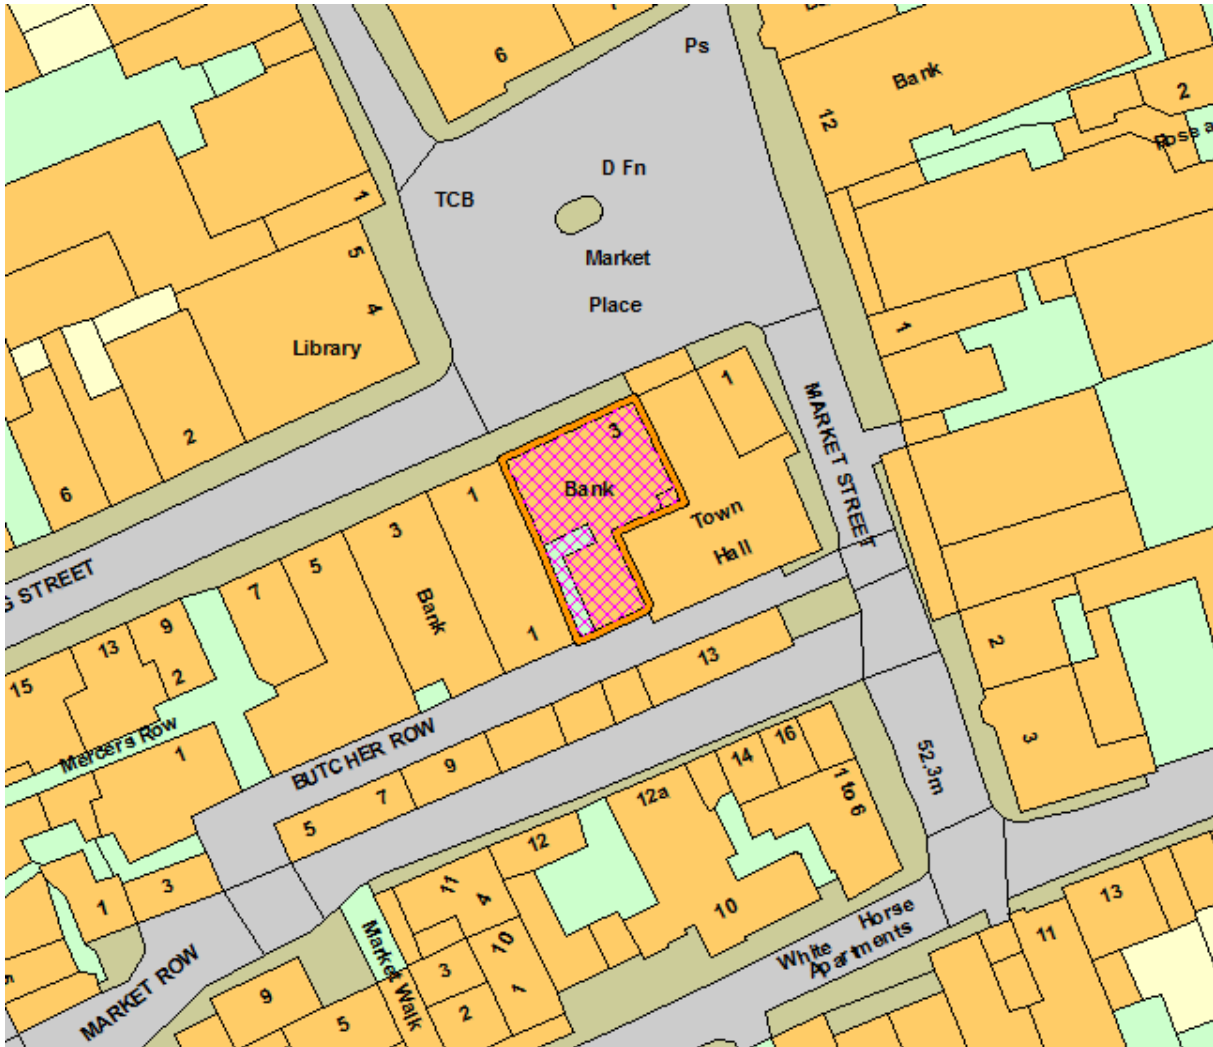 6
Ps
Bank
12
2
Rose a
D Fn
TCB
1
5
4
Market
Place
Library
1
2
6
1
MARKET STREET
3
Bank
Town
Hall
1
3
5
7
Bank
1
G STREET
9
13
2
15
Mercers Row
1
13
2
3
BUTCHER ROW
9
7
5
52.3m
16
14
12a
1 to 6
12
11
4
10
3
1
10
13
11
White Horse
Apartments
Market Walk
3
2
7
9
5
MARKET ROW